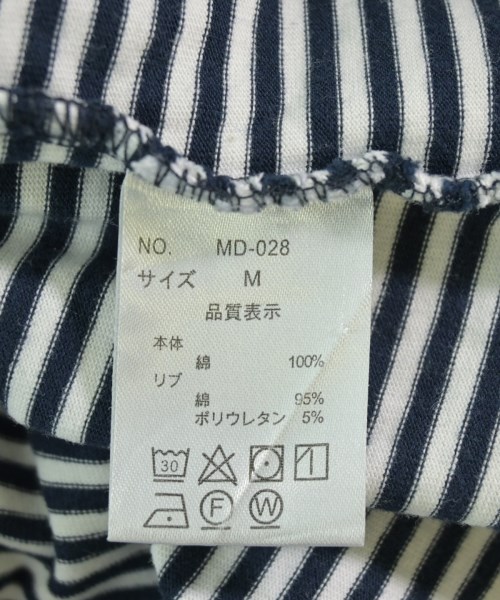 NO. MD-028
サイズ M
品質表示
本体
綿 100%
リブ
綿 95%
ポリウレタン 5%
30
F W